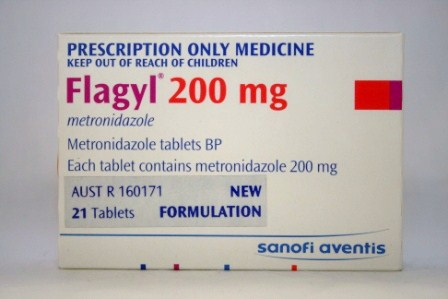 PRESCRIPTION ONLY MEDICINE
KEEP OUT OF REACH OF CHILDREN
Flagyl® 200 mg
metronidazole
Metronidazole tablets BP
Each tablet contains metronidazole 200 mg
AUST R 160171 NEW
21 Tablets FORMULATION
sanofi aventis